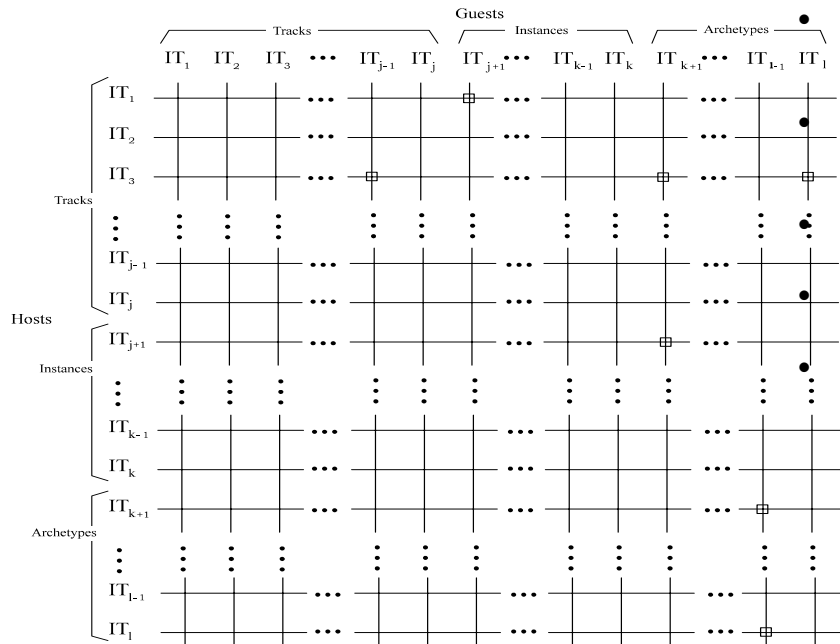 Guests
Tracks Instances Archetypes
IT1 IT2 IT3 ••• ITj-1 ITj ITj+1 ••• ITk-1 ITk ITk+1 ••• ITl-1 ITl
IT1
IT2
IT3
Tracks
ITj-1
ITj
Hosts
ITj+1
Instances
ITk-1
ITk
ITk+1
Archetypes
ITl-1
ITl